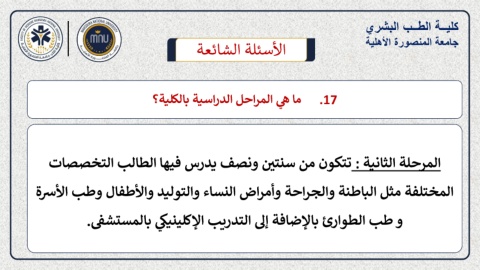 كليـة الطـب البشري
جامعة المنصورة الأهلية
MNU
الأسئلة الشائعة
17. ما هي المراحل الدراسية بالكلية؟
المرحلة الثانية : تتكون من سنتين ونصف يدرس فيها الطالب التخصصات
المختلفة مثل الباطنة والجراحة وأمراض النساء والتوليد والأطفال وطب الأسرة
و طب الطوارئ بالإضافة إلى التدريب الإكلينيكي بالمستشفى.